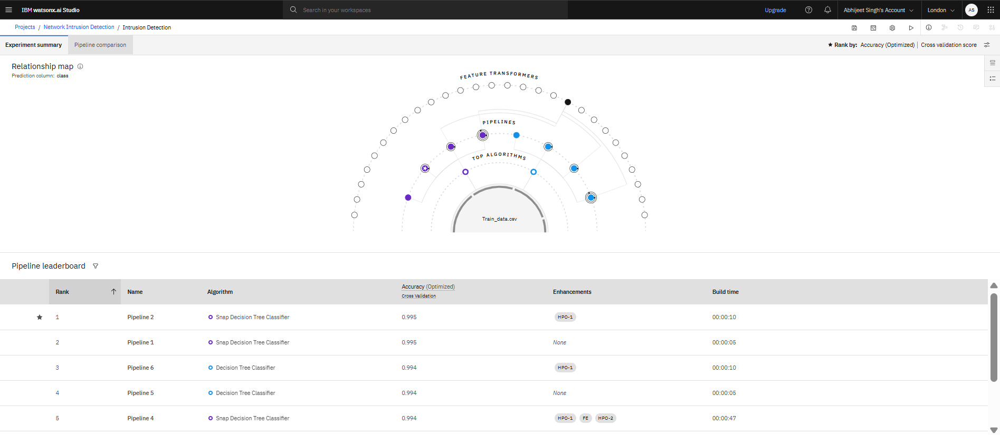 IBM watsonx.ai Studio
Search in your workspaces
Upgrade
Abhijeet Singh's Account
London
AS
Projects / Network Intrusion Detection / Intrusion Detection
Experiment summary
Pipeline comparison
Rank by: Accuracy (Optimized) | Cross validation score
Relationship map
Prediction column: class
FEATURE TRANSFORMERS
PIPELINES
TOP ALGORITHMS
Train_data.csv
Pipeline leaderboard
Rank Name Algorithm Accuracy (Optimized) Enhancements Build time
Cross Validation
1 Pipeline 2 Snap Decision Tree Classifier 0.995 HPO-1 00:00:10
2 Pipeline 1 Snap Decision Tree Classifier 0.995 None 00:00:05
3 Pipeline 6 Decision Tree Classifier 0.994 HPO-1 00:00:10
4 Pipeline 5 Decision Tree Classifier 0.994 None 00:00:05
5 Pipeline 4 Snap Decision Tree Classifier 0.994 HPO-1 FE HPO-2 00:00:47